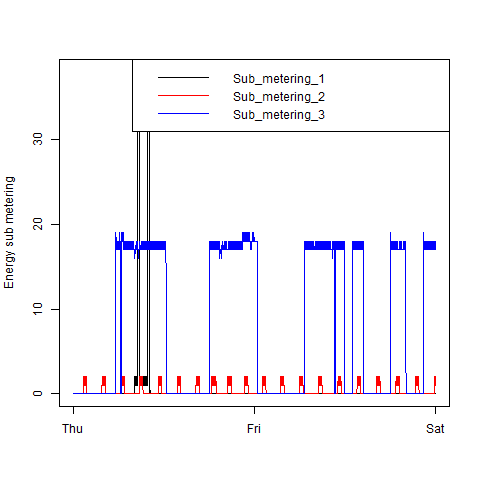 Sub_metering_1
Sub_metering_2
Sub_metering_3
Energy sub metering
30
20
10
0
Thu
Fri
Sat